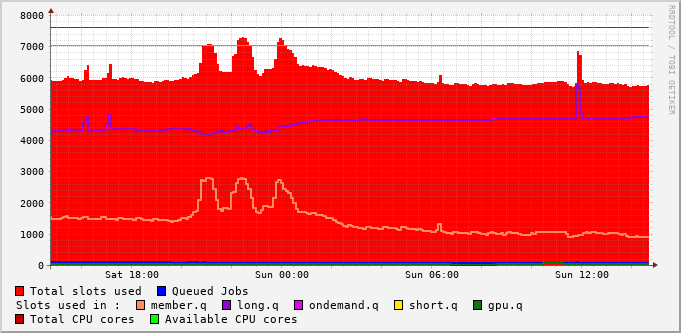 8000
7000
6000
5000
4000
3000
2000
1000
0
Sat 18:00 Sun 00:00 Sun 06:00 Sun 12:00
Total slots used Queued Jobs
Slots used in : member.q long.q ondemand.q short.q gpu.q
Total CPU cores Available CPU cores
RRDTOOL / TOBI OETIKER